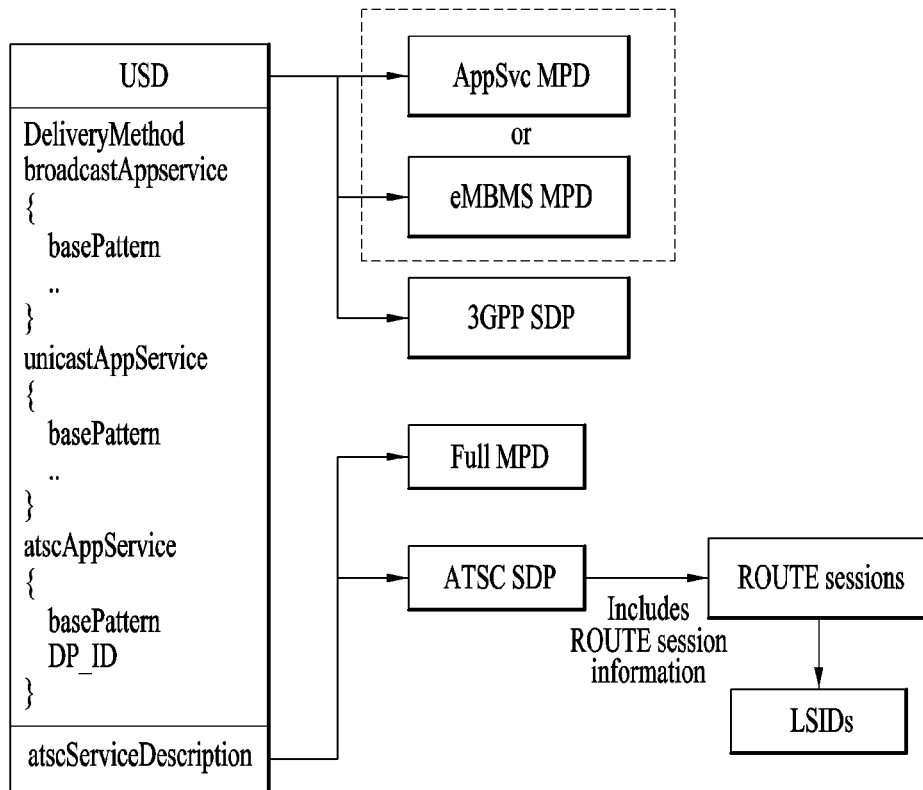 USD
DeliveryMethod
broadcastAppservice
{
basePattern
..
}
unicastAppService
{
basePattern
..
}
atscAppService
{
basePattern
DP_ID
}
atscServiceDescription
AppSvc MPD
or
eMBMS MPD
3GPP SDP
Full MPD
ATSC SDP
Includes
ROUTE session
information
ROUTE sessions
LSIDs